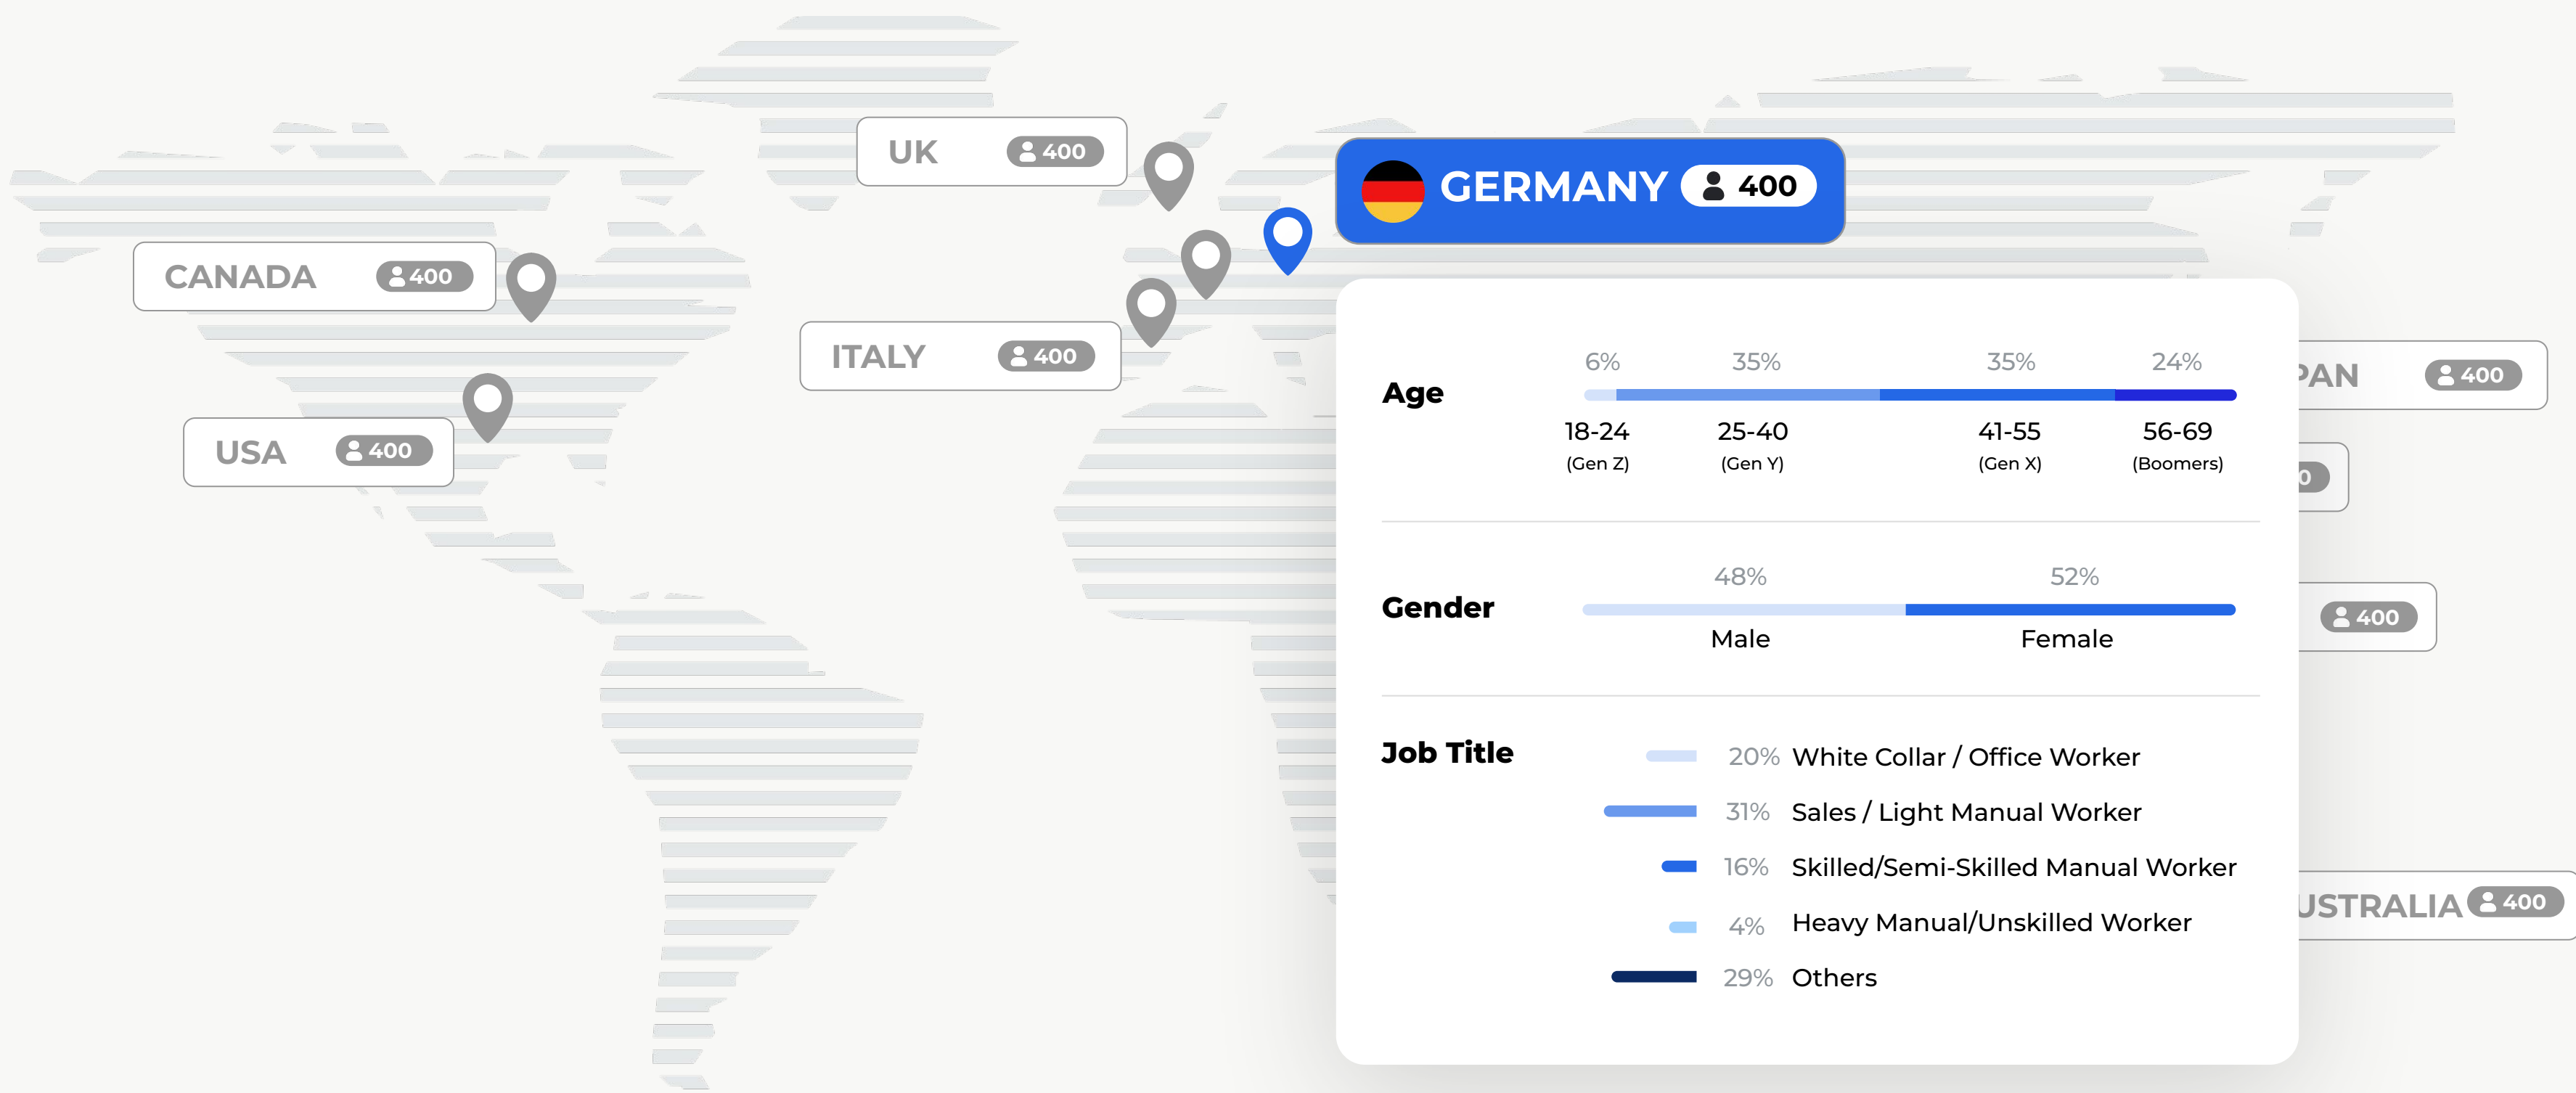 UK 400
GERMANY 400
CANADA 400
ITALY 400
USA 400
PAN 400
0
400
USTRALIA 400
Age
6% 35% 35% 24%
18-24 25-40 41-55 56-69
(Gen Z) (Gen Y) (Gen X) (Boomers)
Gender
48% 52%
Male Female
Job Title
20% White Collar / Office Worker
31% Sales / Light Manual Worker
16% Skilled/Semi-Skilled Manual Worker
4% Heavy Manual/Unskilled Worker
29% Others